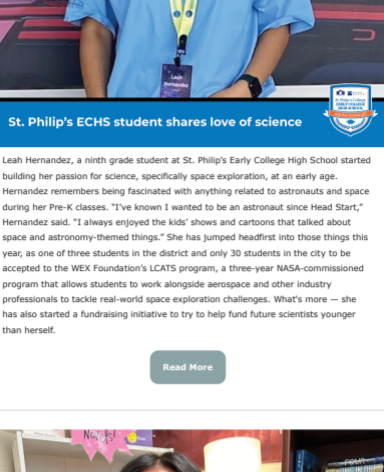 Leah
Hernandez
St. Philip's ECHS student shares love of science
Leah Hernandez, a ninth grade student at St. Philip's Early College High School started
building her passion for science, specifically space exploration, at an early age.
Hernandez remembers being fascinated with anything related to astronauts and space
during her Pre-K classes. “I've known I wanted to be an astronaut since Head Start,”
Hernandez said. “I always enjoyed the kids' shows and cartoons that talked about
space and astronomy-themed things.” She has jumped headfirst into those things this
year, as one of three students in the district and only 30 students in the city to be
accepted to the WEX Foundation's LCATS program, a three-year NASA-commissioned
program that allows students to work alongside aerospace and other industry
professionals to tackle real-world space exploration challenges. What's more — she
has also started a fundraising initiative to try to help fund future scientists younger
than herself.
Read More